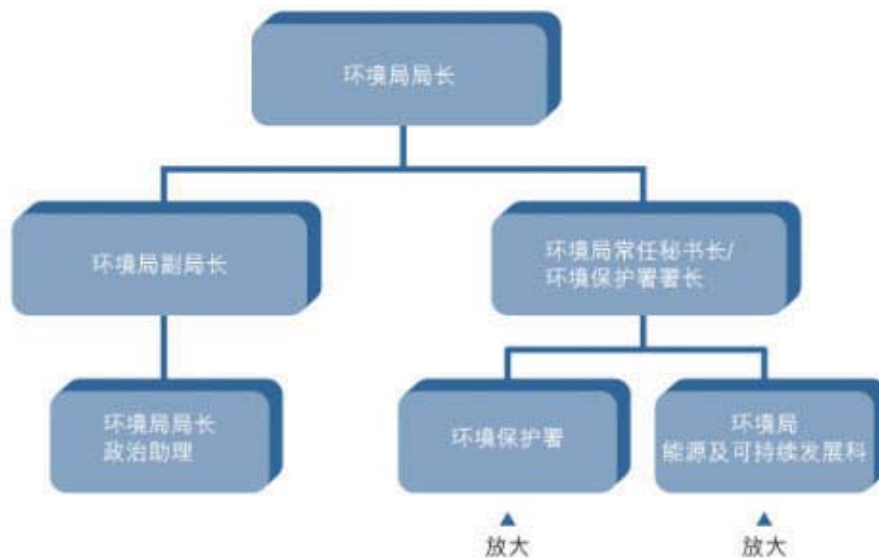 环境局局长
环境局副局长
环境局常任秘书长/
环境保护署署长
环境局局长
政治助理
环境保护署
环境局
能源及可持续发展科
放大
放大